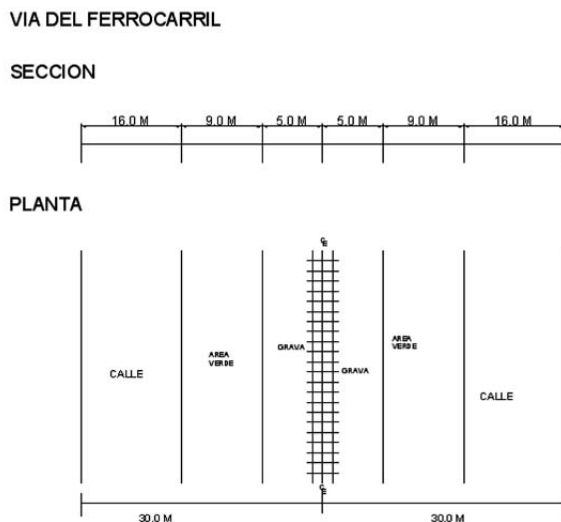 VIA DEL FERROCARRIL
SECCION
16.0 M 9.0 M 5.0 M 5.0 M 9.0 M 16.0 M
PLANTA
℄
GRAVA
AREA
VERDE
AREA
VERDE
GRAVA
CALLE
CALLE
℄
30.0 M 30.0 M